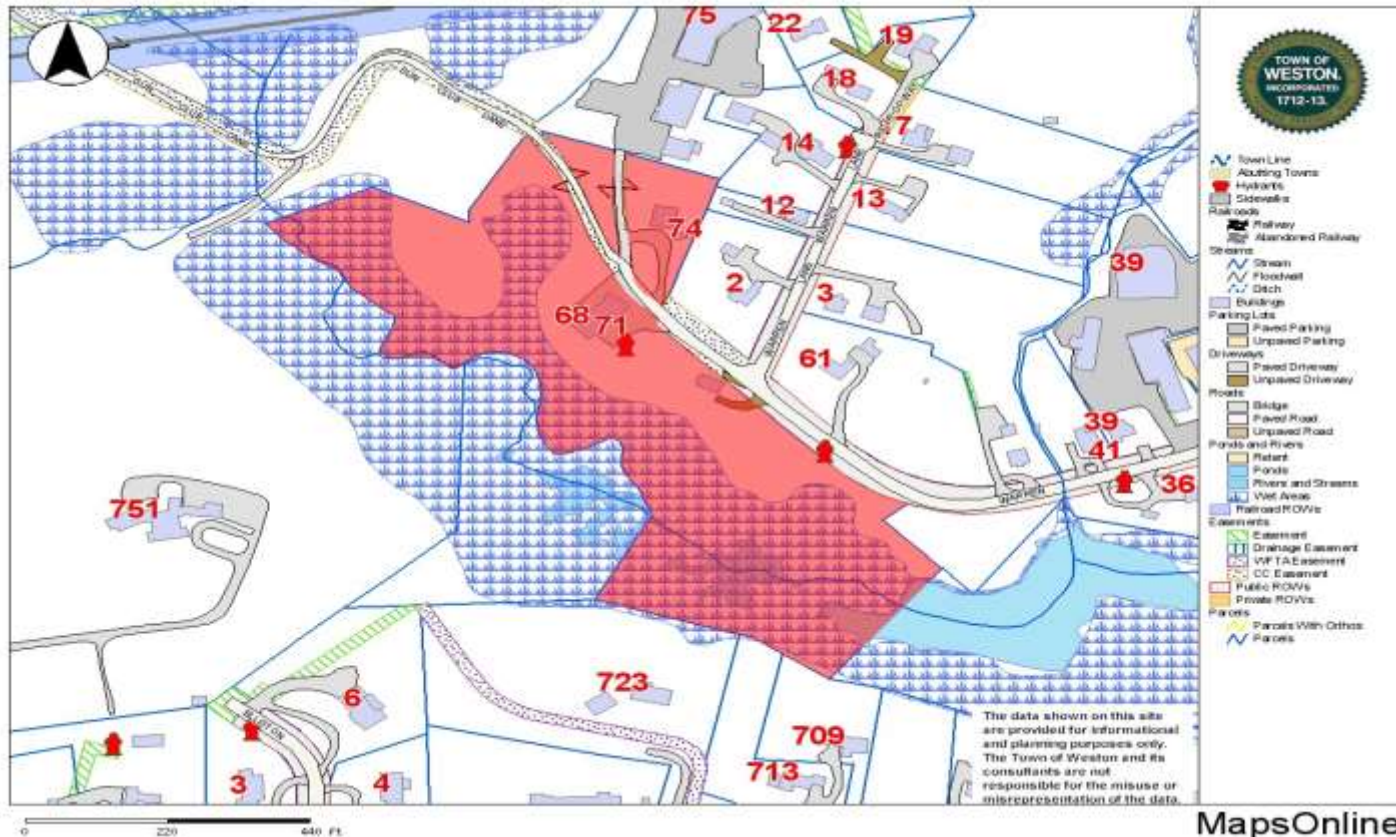 75
22
19
18
17
14
13
12
74
2
3
68
71
61
39
39
41
36
WARREN
WARREN
WARREN
LANE
751
6
723
709
713
3
4
The data shown on this site
are provided for informational
and planning purposes only.
The Town of Weston and its
consultants are not
responsible for the misuse or
misrepresentation of the data.
TOWN OF
WESTON.
INCORPORATED
1712-13.
Town Line
Abutting Towns
Hydrants
Sidewalks
Railroads
Railway
Abandoned Railway
Streams
Stream
Floodwall
Ditch
Buildings
Parking Lots
Paved Parking
Unpaved Parking
Driveways
Paved Driveway
Unpaved Driveway
Roads
Bridge
Paved Road
Unpaved Road
Ponds and Rivers
Ponds
Rivers and Streams
Wet Areas
Railroad ROWs
Easements
Easement
Drainage Easement
WFTA Easement
CC Easement
Public ROWs
Private ROWs
Parcels
Parcels With Orthos
Parcels
0 220 440 Ft.
MapsOnline